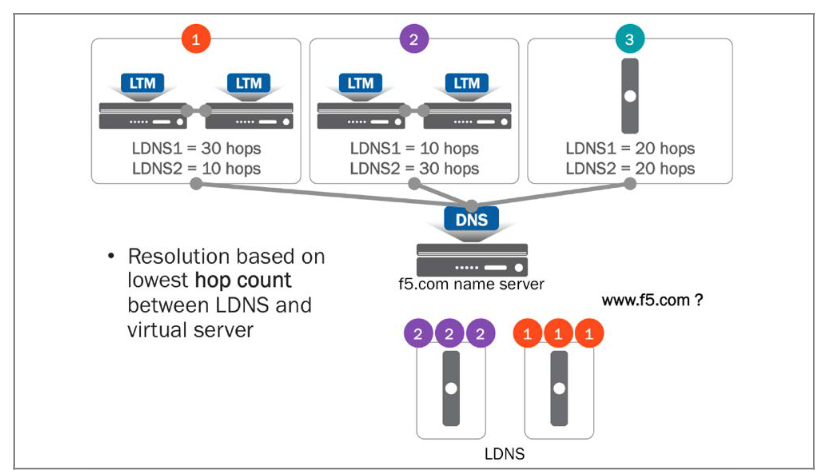 1
2
3
LTM
LTM
LTM
LTM
LDNS1 = 30 hops
LDNS2 = 10 hops
LDNS1 = 10 hops
LDNS2 = 30 hops
LDNS1 = 20 hops
LDNS2 = 20 hops
DNS
f5.com name server
• Resolution based on
lowest hop count
between LDNS and
virtual server
www.f5.com ?
2 2 2
1 1 1
LDNS